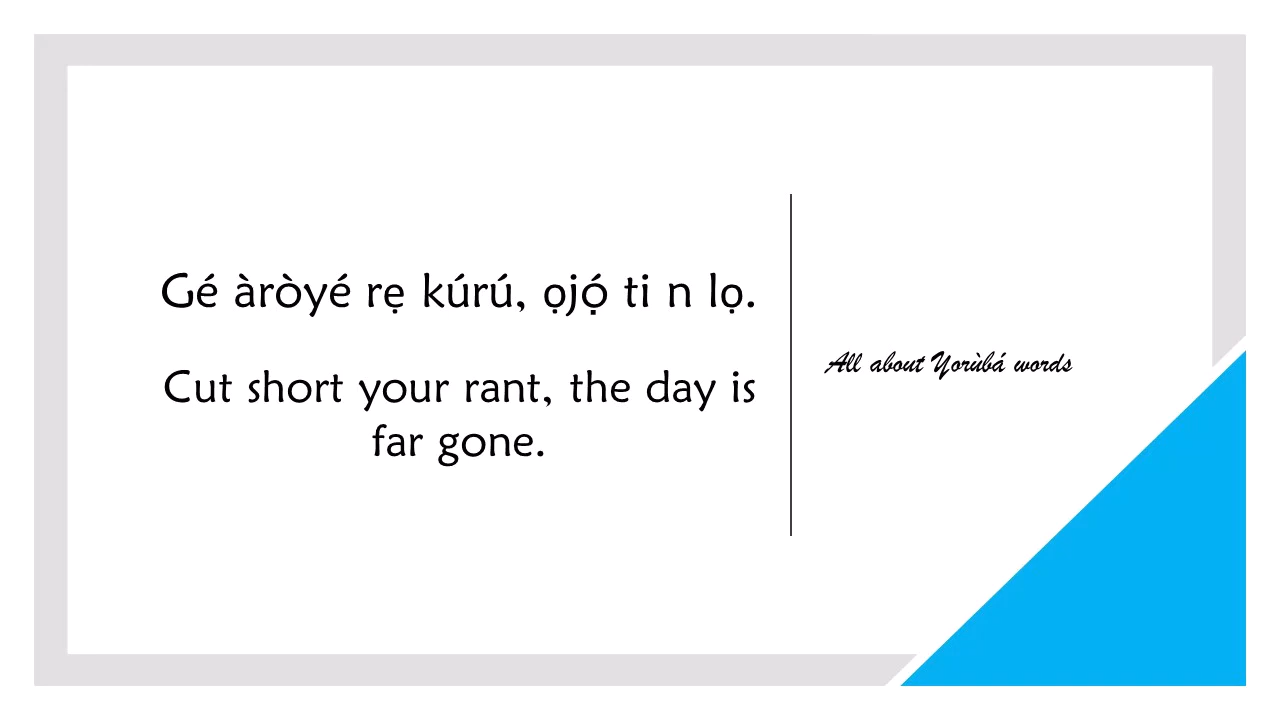 Gé àròyé rẹ kúrú, ọjọ́ ti n lọ.
Cut short your rant, the day is
far gone.
All about Yorùbá words